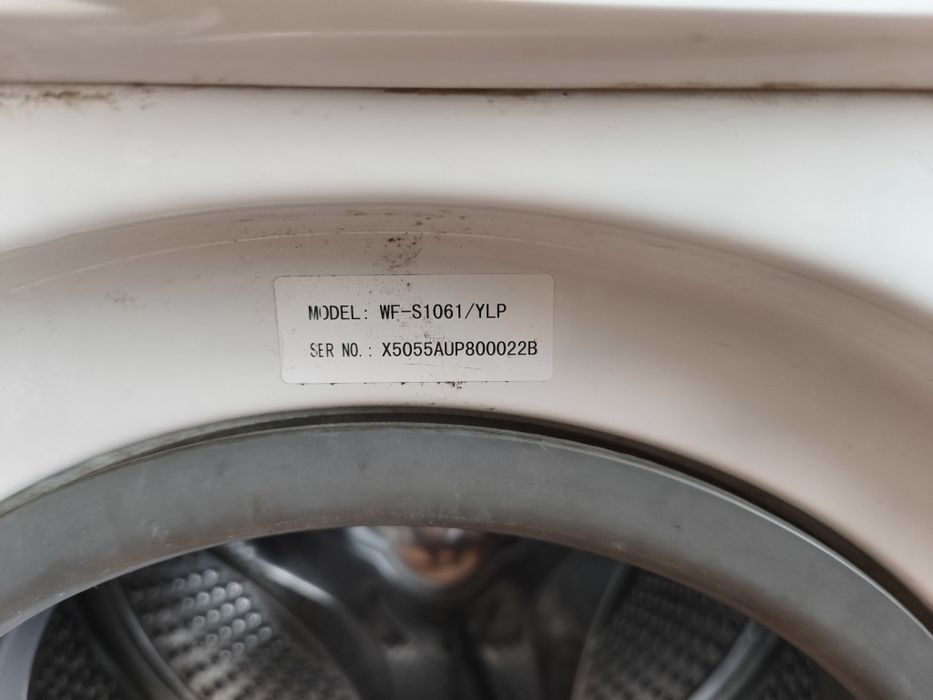 MODEL: WF-S1061/YLP
SER NO.: X5055AUP800022B